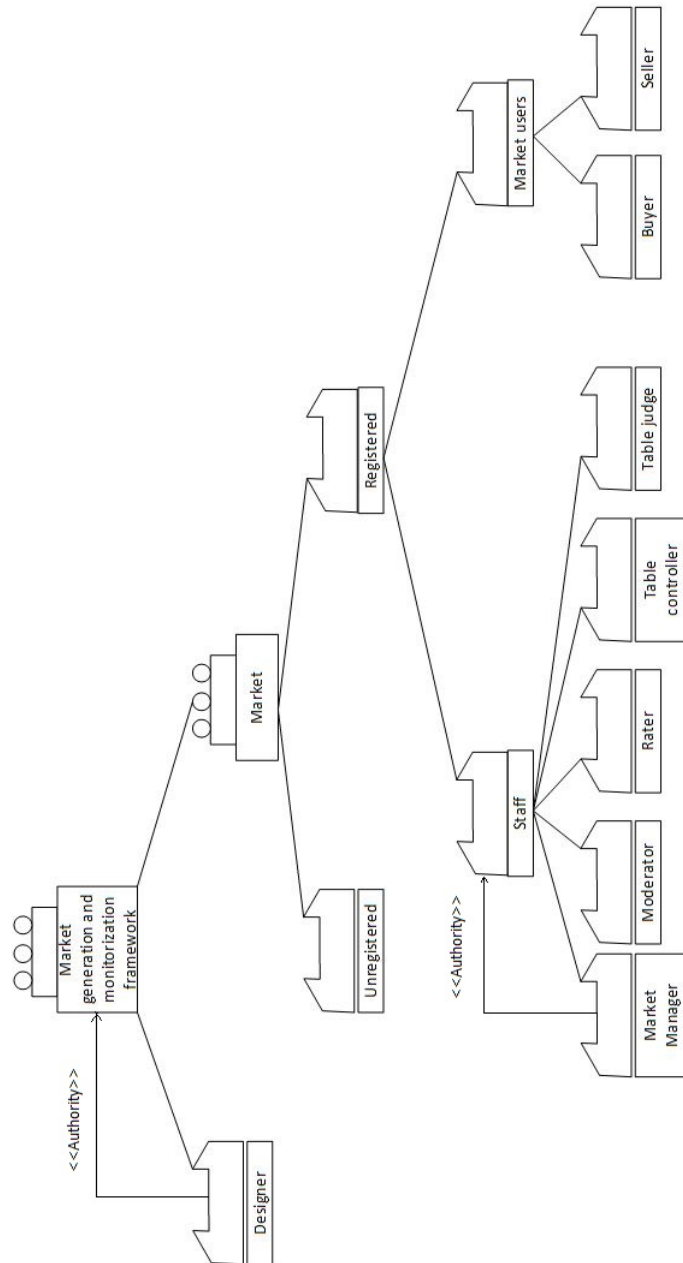 Market
generation and
monitorization
framework
<<Authority>>
Designer
Market
Unregistered
Registered
<<Authority>>
Staff
Market users
Market
Manager
Moderator
Rater
Table
controller
Table judge
Buyer
Seller